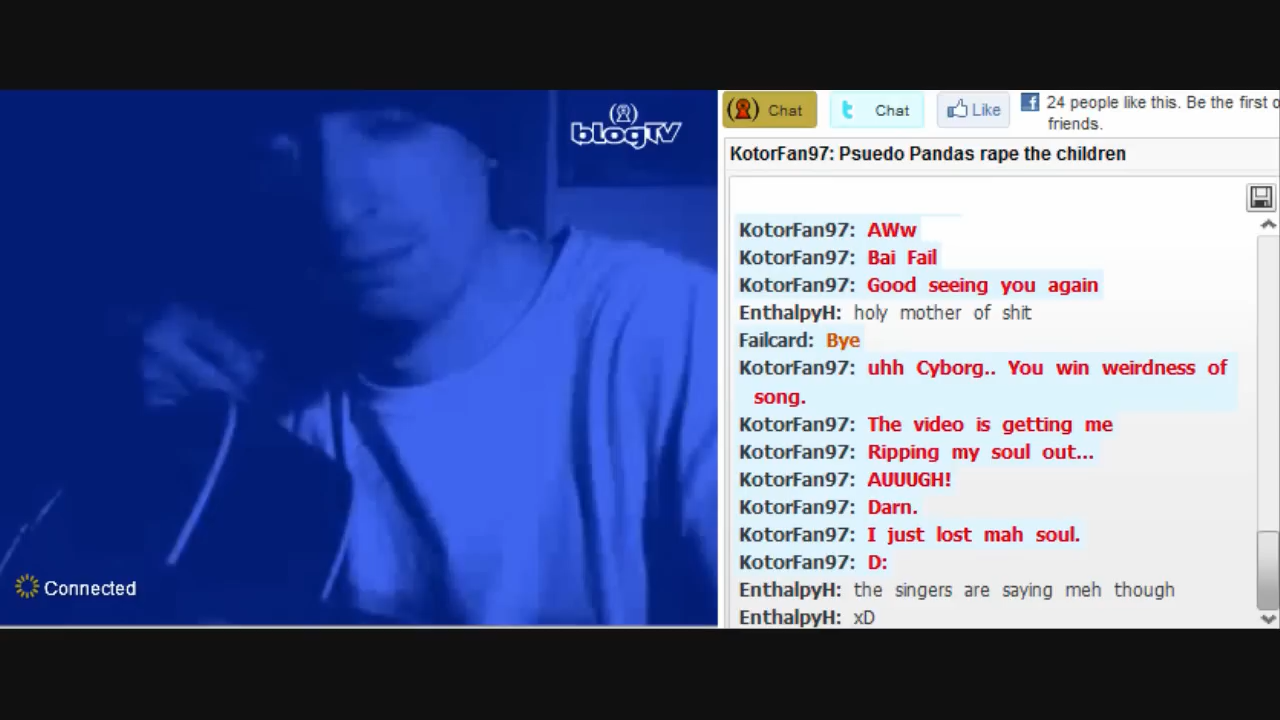 blogTV
Connected
Chat
Chat
Like
24 people like this. Be the first o
friends.
KotorFan97: Psuedo Pandas rape the children
KotorFan97: AWw
KotorFan97: Bai Fail
KotorFan97: Good seeing you again
EnthalpyH: holy mother of shit
Failcard: Bye
KotorFan97: uhh Cyborg.. You win weirdness of
song.
KotorFan97: The video is getting me
KotorFan97: Ripping my soul out...
KotorFan97: AUUUGH!
KotorFan97: Darn.
KotorFan97: I just lost mah soul.
KotorFan97: D:
EnthalpyH: the singers are saying meh though
EnthalpyH: xD